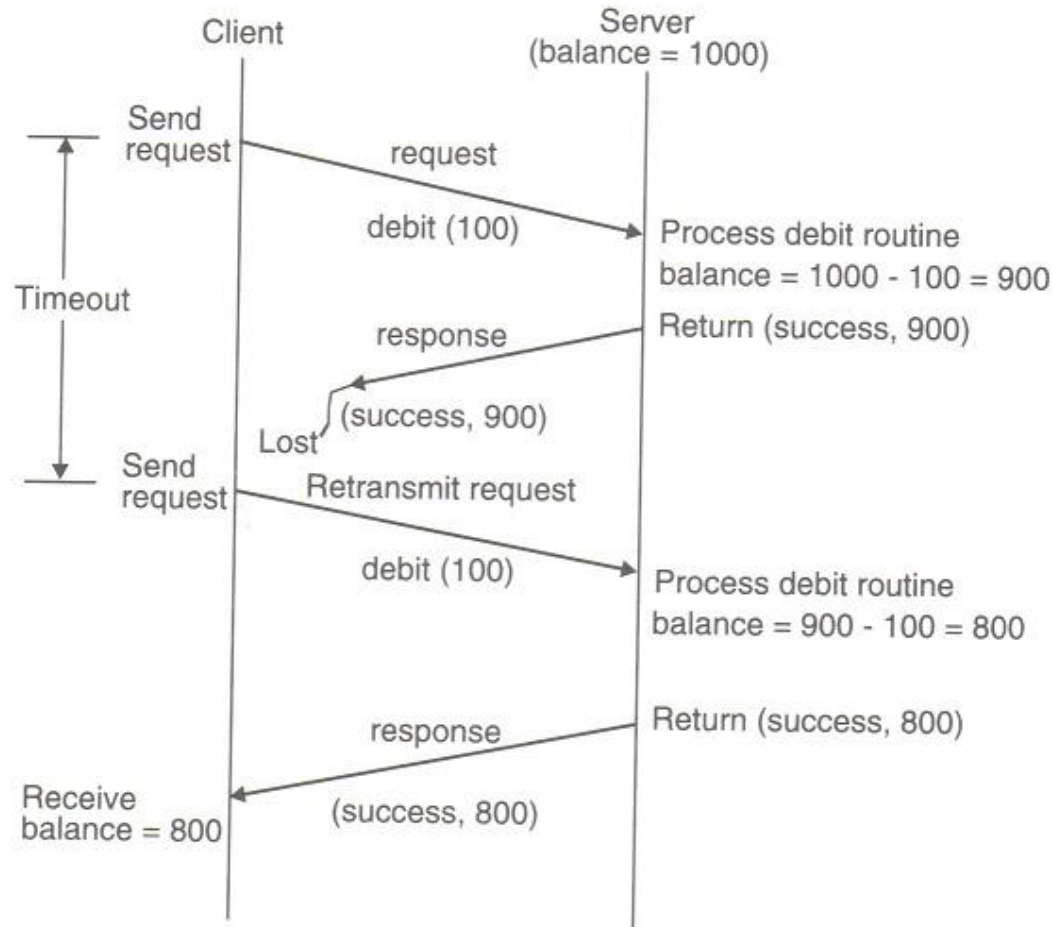 Client
Server
(balance = 1000)
Send
request
request
debit (100)
Process debit routine
balance = 1000 - 100 = 900
Timeout
Return (success, 900)
response
(success, 900)
Lost
Send
request
Retransmit request
debit (100)
Process debit routine
balance = 900 - 100 = 800
Return (success, 800)
response
(success, 800)
Receive
balance = 800